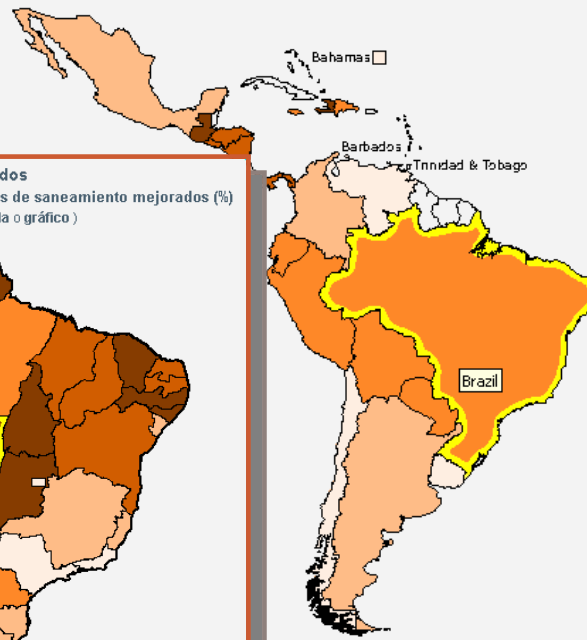 Bahamas
Barbados
Trinidad & Tobago
dos
s de saneamiento mejorados (%)
la o gráfico )
Brazil